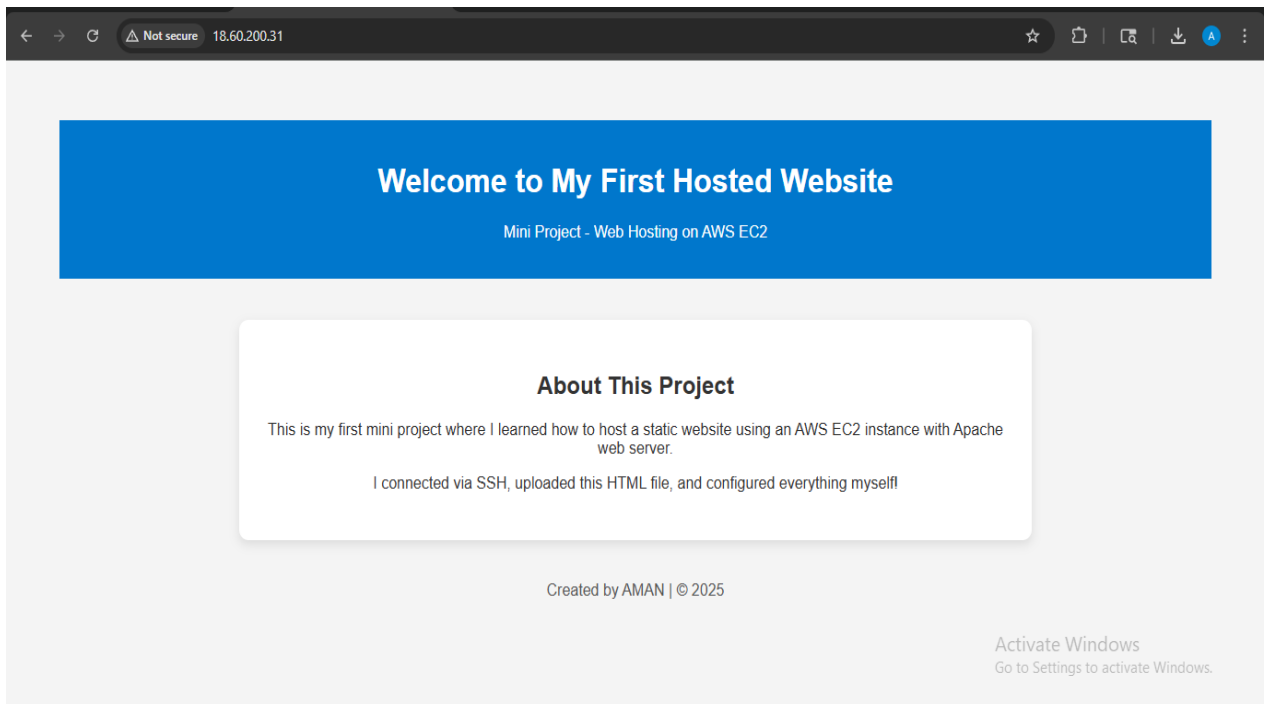 Not secure 18.60.200.31
A
Welcome to My First Hosted Website
Mini Project - Web Hosting on AWS EC2
About This Project
This is my first mini project where I learned how to host a static website using an AWS EC2 instance with Apache
web server.
I connected via SSH, uploaded this HTML file, and configured everything myself!
Created by AMAN | © 2025
Activate Windows
Go to Settings to activate Windows.